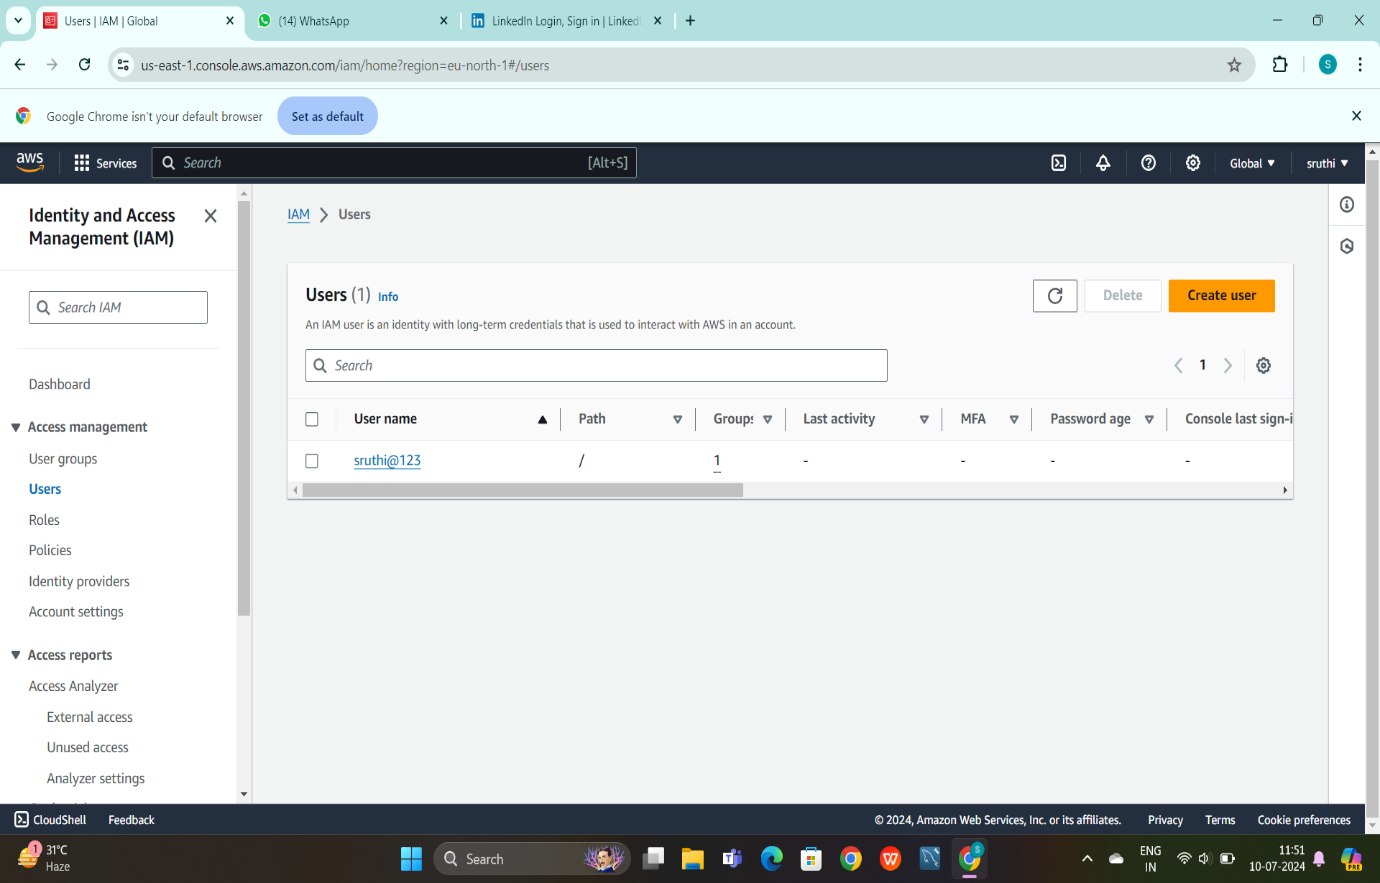 Users | IAM | Global
(14) WhatsApp
LinkedIn Login, Sign in | Linked
us-east-1.console.aws.amazon.com/iam/home?region=eu-north-1#/users
S
Google Chrome isn't your default browser
Set as default
aws
Services
Search
[Alt+S]
Global
sruthi
Identity and Access
Management (IAM)
Search IAM
Dashboard
Access management
User groups
Users
Roles
Policies
Identity providers
Account settings
Access reports
Access Analyzer
External access
Unused access
Analyzer settings
IAM > Users
Users (1) Info
Delete
Create user
An IAM user is an identity with long-term credentials that is used to interact with AWS in an account.
Search
1
User name Path Groups Last activity MFA Password age Console last sign-i
sruthi@123 / 1 - - - -
CloudShell
Feedback
© 2024, Amazon Web Services, Inc. or its affiliates.
Privacy
Terms
Cookie preferences
1
31°C
Haze
Search
S
ENG
IN
11:51
10-07-2024
PRE